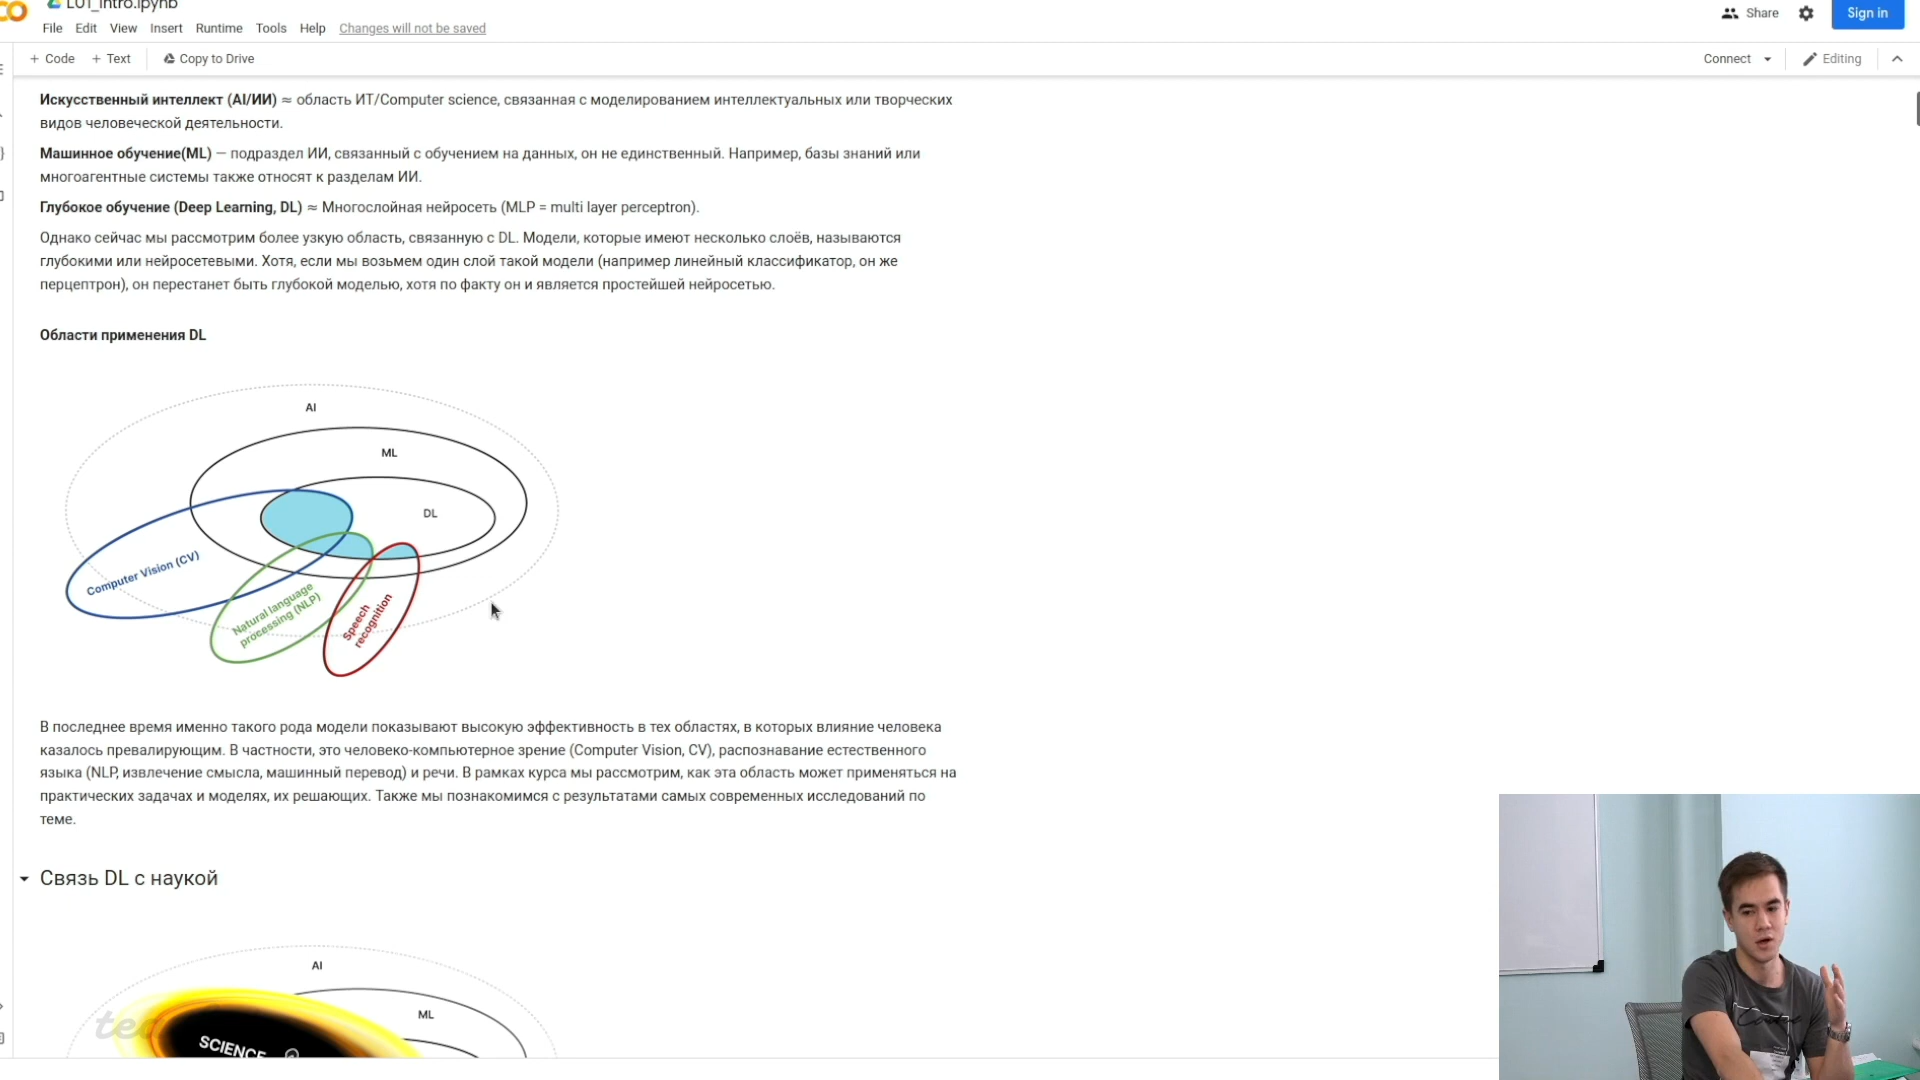 L01_Intro.ipynb
File Edit View Insert Runtime Tools Help Changes will not be saved
Share
Sign in
+ Code + Text Copy to Drive
Connect Editing
Искусственный интеллект (AI/ИИ) ≈ область ИТ/Computer science, связанная с моделированием интеллектуальных или творческих
видов человеческой деятельности.
Машинное обучение(ML) — подраздел ИИ, связанный с обучением на данных, он не единственный. Например, базы знаний или
многоагентные системы также относят к разделам ИИ.
Глубокое обучение (Deep Learning, DL) ≈ Многослойная нейросеть (MLP = multi layer perceptron).
Однако сейчас мы рассмотрим более узкую область, связанную с DL. Модели, которые имеют несколько слоёв, называются
глубокими или нейросетевыми. Хотя, если мы возьмем один слой такой модели (например линейный классификатор, он же
перцептрон), он перестанет быть глубокой моделью, хотя по факту он и является простейшей нейросетью.
Области применения DL
AI
ML
DL
Computer Vision (CV)
Natural language
processing (NLP)
Speech
recognition
В последнее время именно такого рода модели показывают высокую эффективность в тех областях, в которых влияние человека
казалось превалирующим. В частности, это человеко-компьютерное зрение (Computer Vision, CV), распознавание естественного
языка (NLP, извлечение смысла, машинный перевод) и речи. В рамках курса мы рассмотрим, как эта область может применяться на
практических задачах и моделях, их решающих. Также мы познакомимся с результатами самых современных исследований по
теме.
Связь DL с наукой
AI
ML
SCIENCE